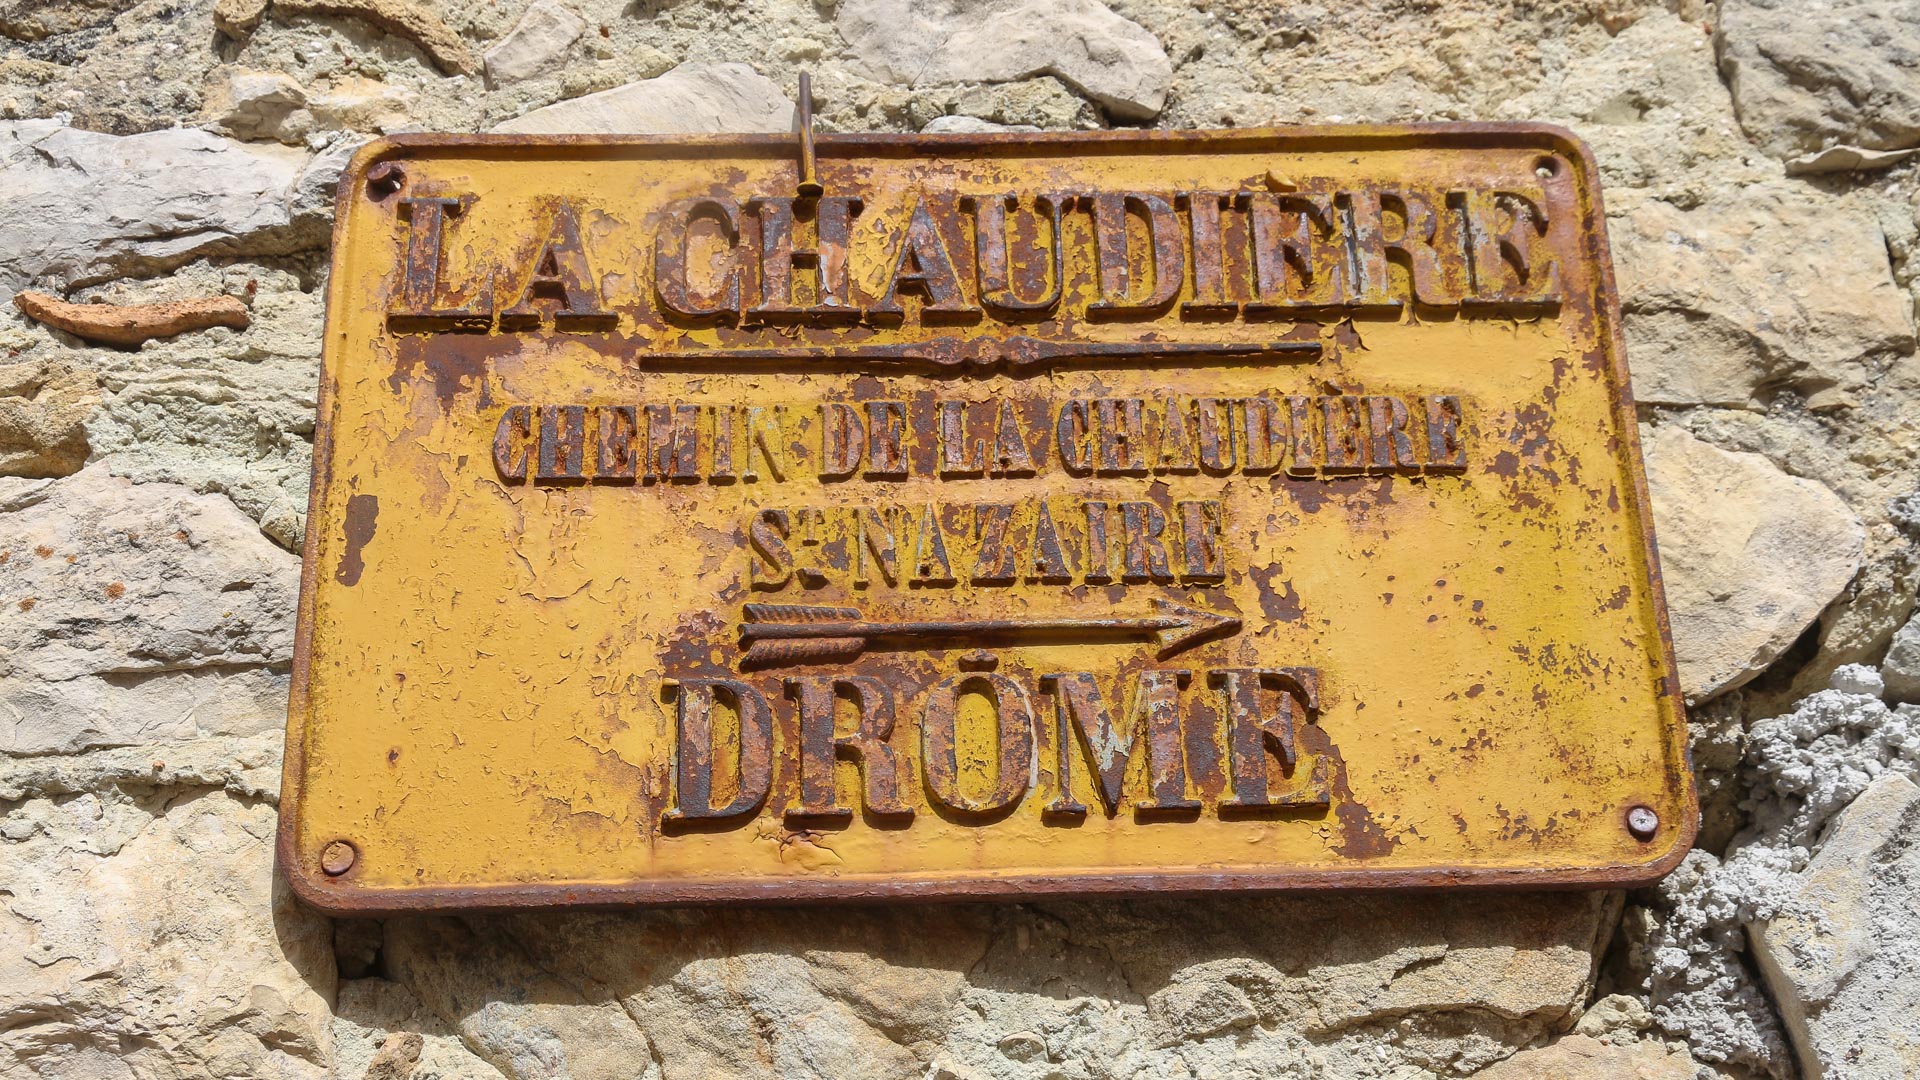 LA CHAUDIÈRE
CHEMIN DE LA CHAUDIÈRE
ST. NAZAIRE
DRÔME